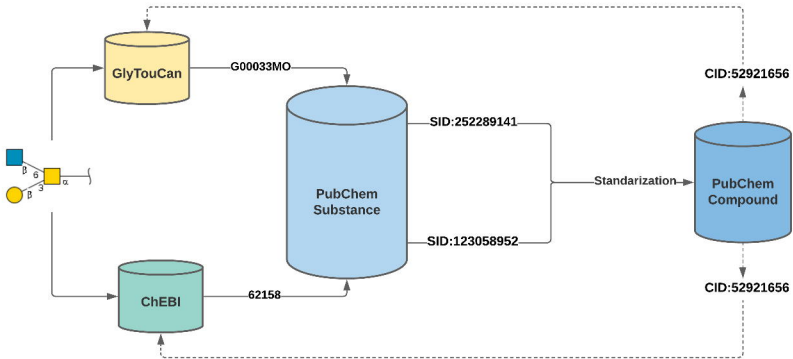 GlyTouCan
G00033MO
CID:52921656
SID:252289141
β
6
3
β
α
PubChem
Substance
Standarization
PubChem
Compound
SID:123058952
ChEBI
62158
CID:52921656